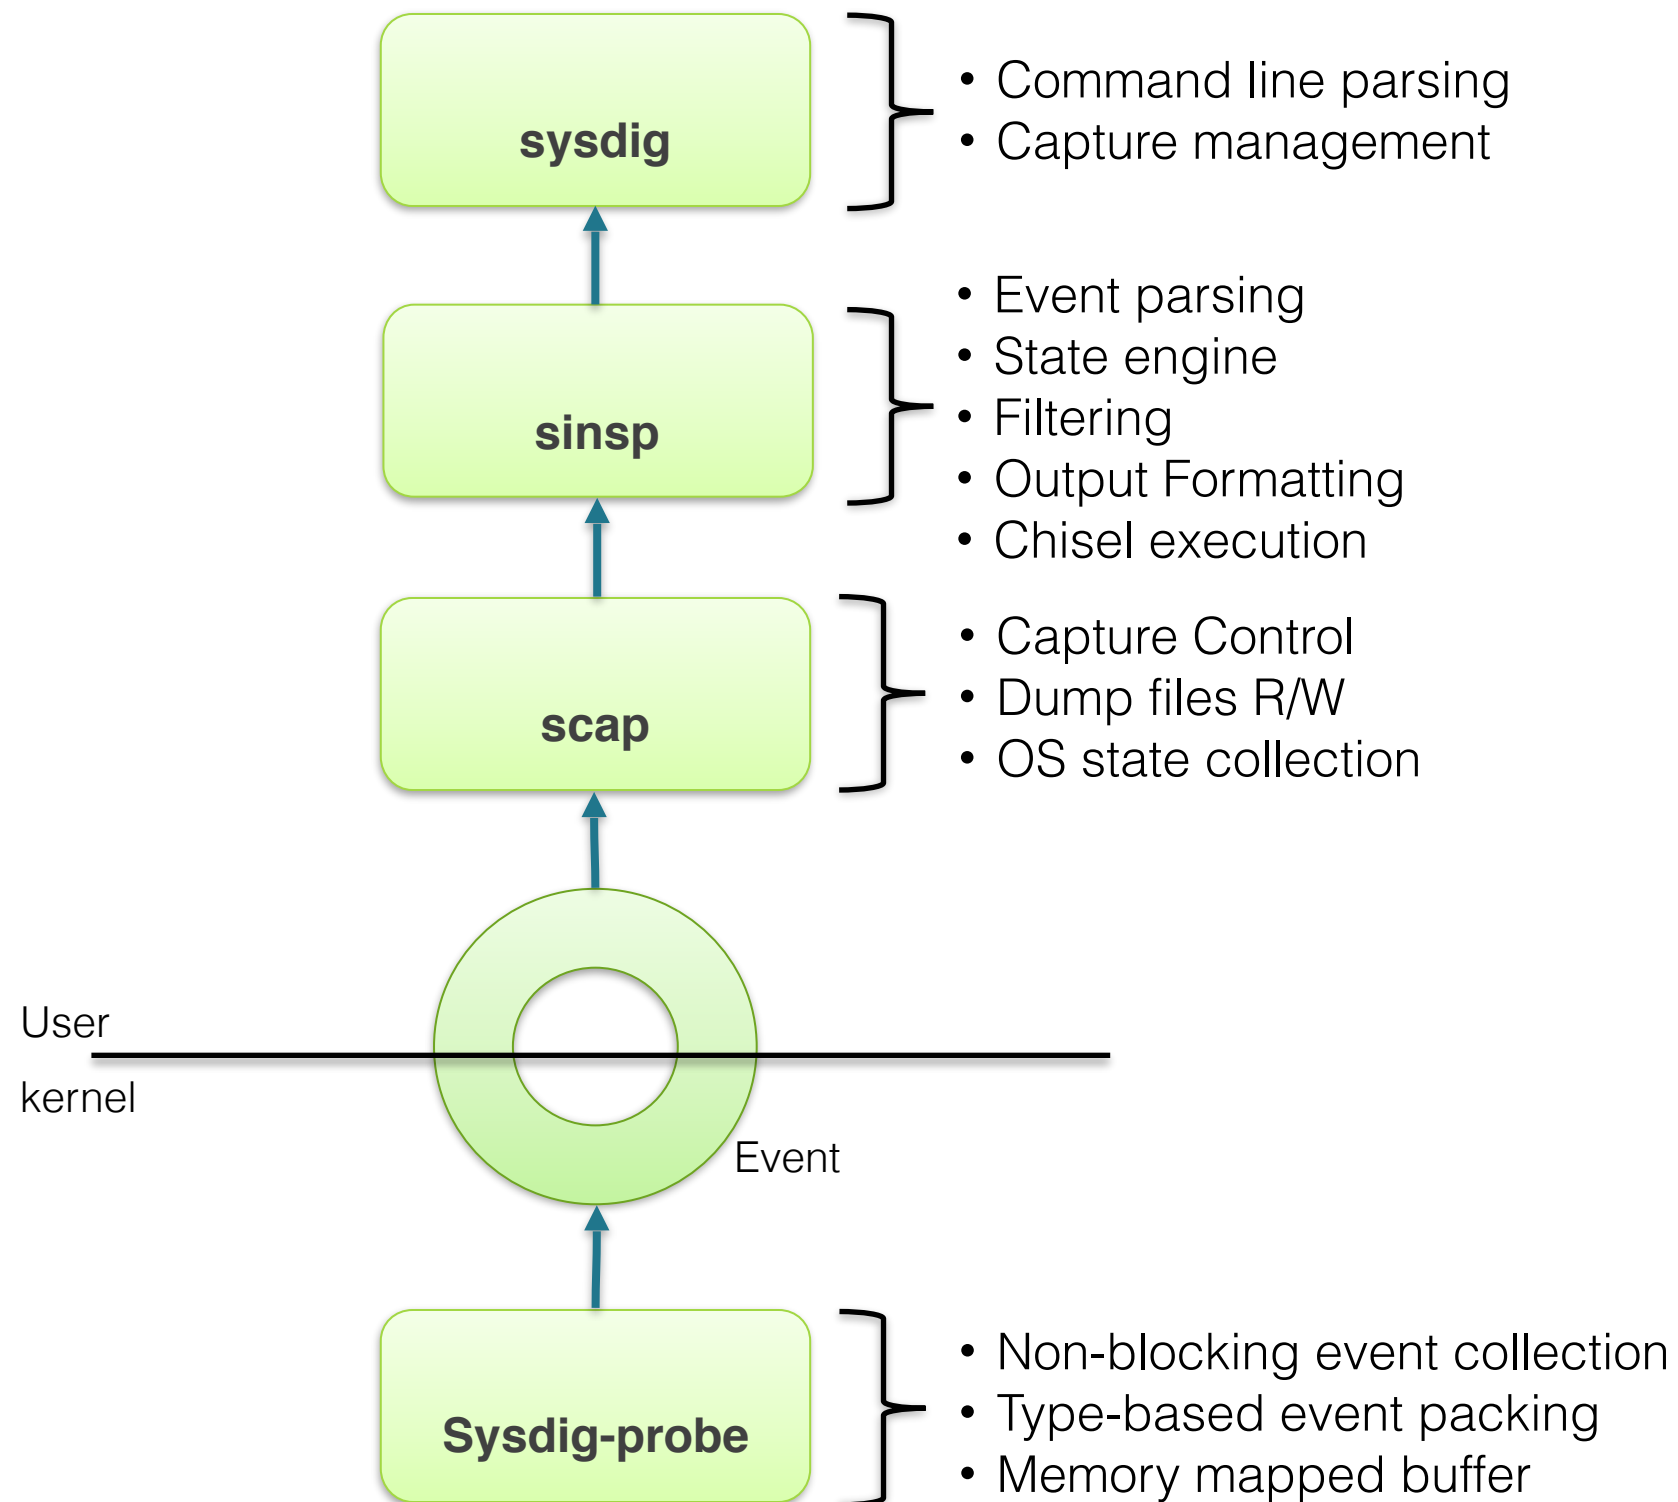 sysdig
• Command line parsing
• Capture management
sinsp
• Event parsing
• State engine
• Filtering
• Output Formatting
• Chisel execution
scap
• Capture Control
• Dump files R/W
• OS state collection
User
kernel
Event
Sysdig-probe
• Non-blocking event collection
• Type-based event packing
• Memory mapped buffer